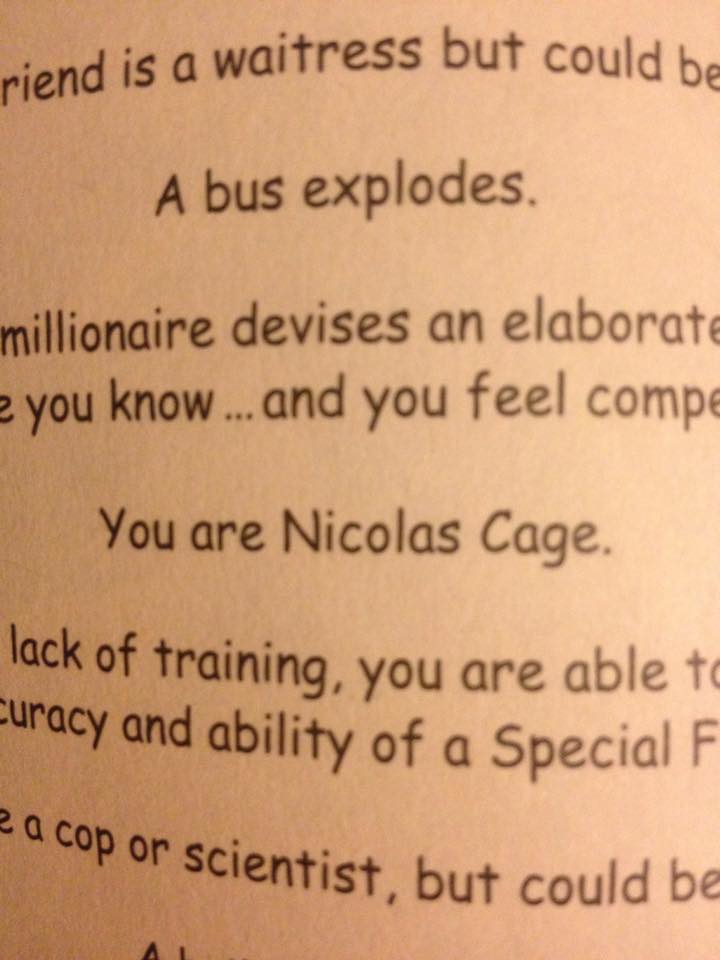 riend is a waitress but could be
A bus explodes.
millionaire devises an elaborate
e you know ... and you feel compe
You are Nicolas Cage.
lack of training, you are able to
curacy and ability of a Special F
e a cop or scientist, but could be